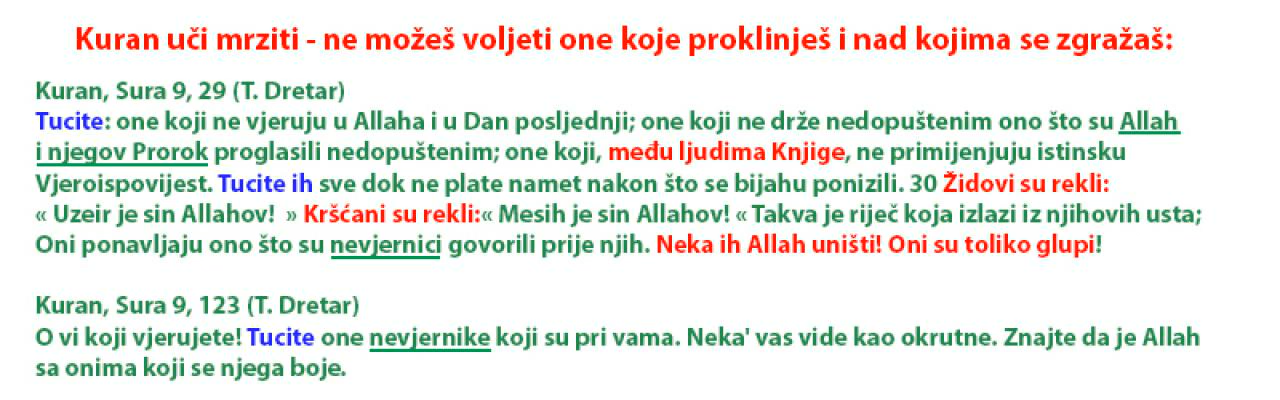 Kuran uči mrziti - ne možeš voljeti one koje proklinješ i nad kojima se zgražaš:
Kuran, Sura 9, 29 (T. Dretar)
Tucite: one koji ne vjeruju u Allaha i u Dan posljednji; one koji ne drže nedopuštenim ono što su Allah
i njegov Prorok proglasili nedopuštenim; one koji, među ljudima Knjige, ne primijenjuju istinsku
Vjeroispovijest. Tucite ih sve dok ne plate namet nakon što se bijahu ponizili. 30 Židovi su rekli:
« Uzeir je sin Allahov!  » Kršćani su rekli:« Mesih je sin Allahov! « Takva je riječ koja izlazi iz njihovih usta;
Oni ponavljaju ono što su nevjernici govorili prije njih. Neka ih Allah uništi! Oni su toliko glupi!
Kuran, Sura 9, 123 (T. Dretar)
O vi koji vjerujete! Tucite one nevjernike koji su pri vama. Neka' vas vide kao okrutne. Znajte da je Allah
sa onima koji se njega boje.